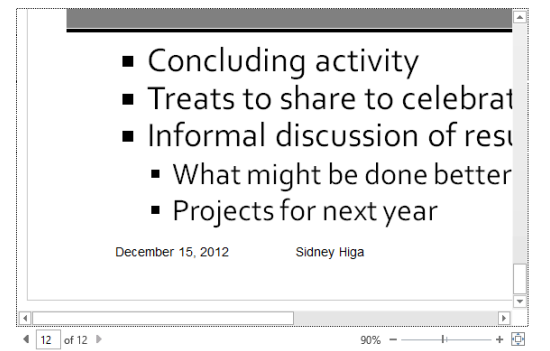 Concluding activity
Treats to share to celebrat
Informal discussion of resu
What might be done better
Projects for next year
December 15, 2012 Sidney Higa
12 of 12 90%